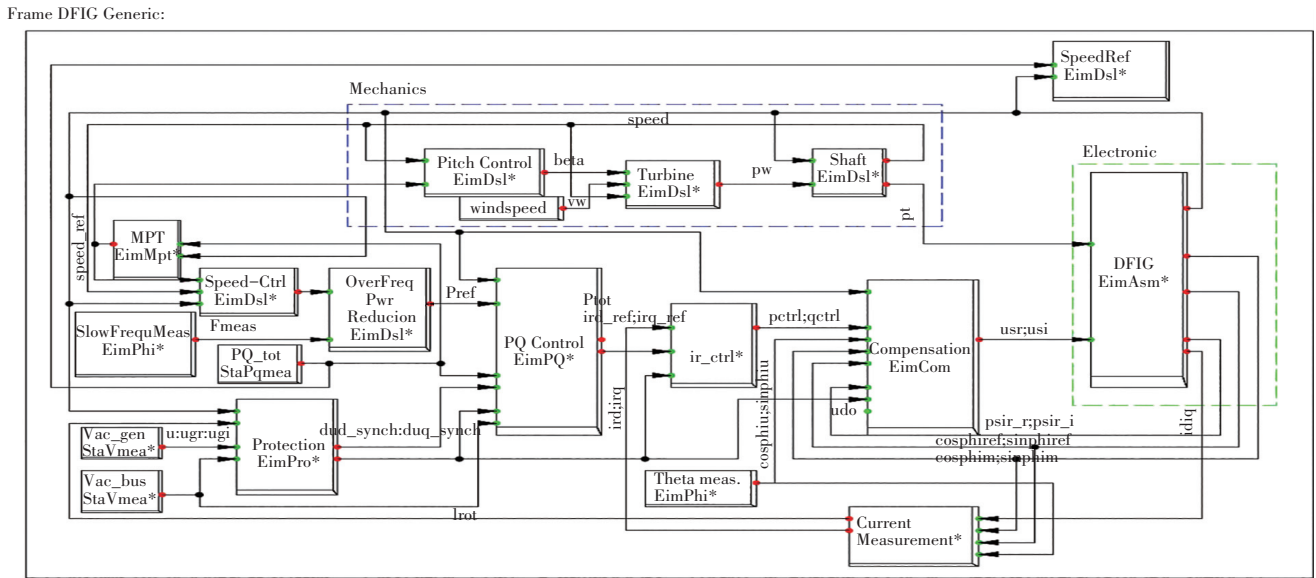 Frame DFIG Generic:
SpeedRef
EimDsl*
Mechanics
speed
Pitch Control
EimDsl*
beta
Turbine
EimDsl*
pw
Shaft
EimDsl*
Electronic
windspeed
vw
pt
speed_ref
MPT
EimMpt*
DFIG
EimAsm*
Speed-Ctrl
EimDsl*
OverFreq
Pwr
Reducion
EimDsl*
Pref
PQ Control
EimPQ*
Ptot
ird_ref;irq_ref
ir_ctrl*
pctrl;qctrl
Compensation
EimCom
usr;usi
SlowFrequMeas
EimPhi*
Fmeas
PQ_tot
StaPqmea
ird;irq
cosphiu;sinphiu
udo
psir_r;psir_i
cosphiref;sinphiref
cosphim;sinphim
idiq
Vac_gen
StaVmea*
u:ugr:ugi
Protection
EimPro*
dud_synch:duq_synch
Vac_bus
StaVmea*
Theta meas.
EimPhi*
lrot
Current
Measurement*